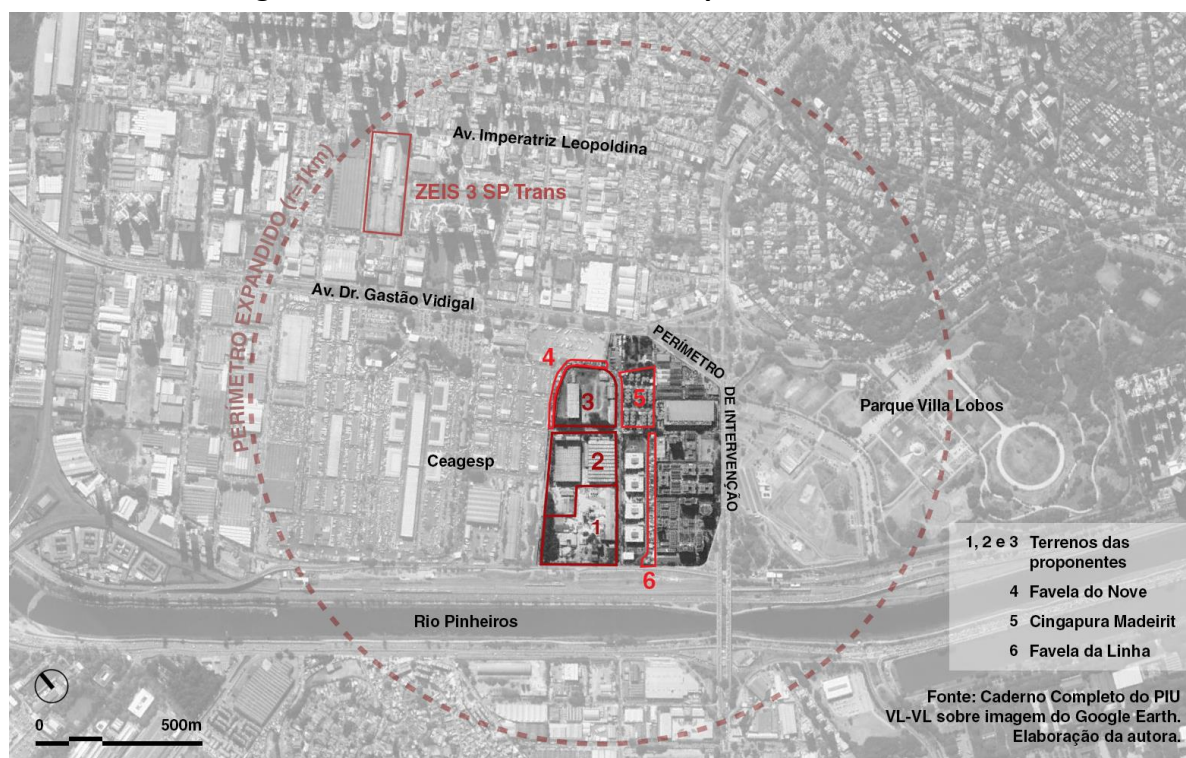 Av. Imperatriz Leopoldina
ZEIS 3 SP Trans
PERÍMETRO EXPANDIDO (r=1km)
Av. Dr. Gastão Vidigal
PERÍMETRO
DE INTERVENÇÃO
4
3
5
Parque Villa Lobos
Ceagesp
2
1
6
1, 2 e 3 Terrenos das
proponentes
4 Favela do Nove
5 Cingapura Madeirit
6 Favela da Linha
Rio Pinheiros
0 500m
Fonte: Caderno Completo do PIU
VL-VL sobre imagem do Google Earth.
Elaboração da autora.